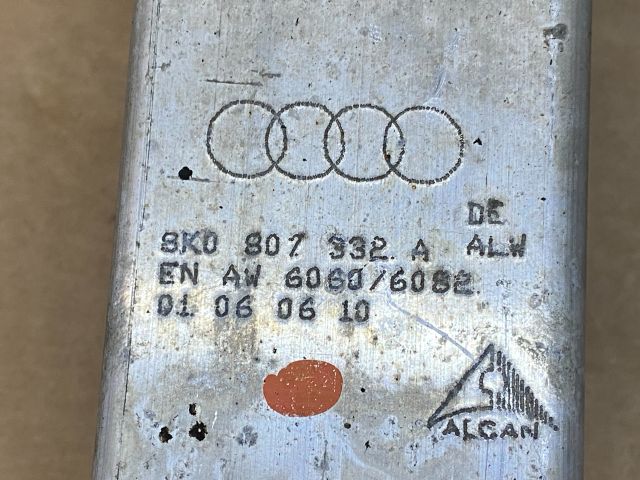 DE
8K0 807 332 A ALW
EN AW 6060/6082
01 06 06 10
ALCAN